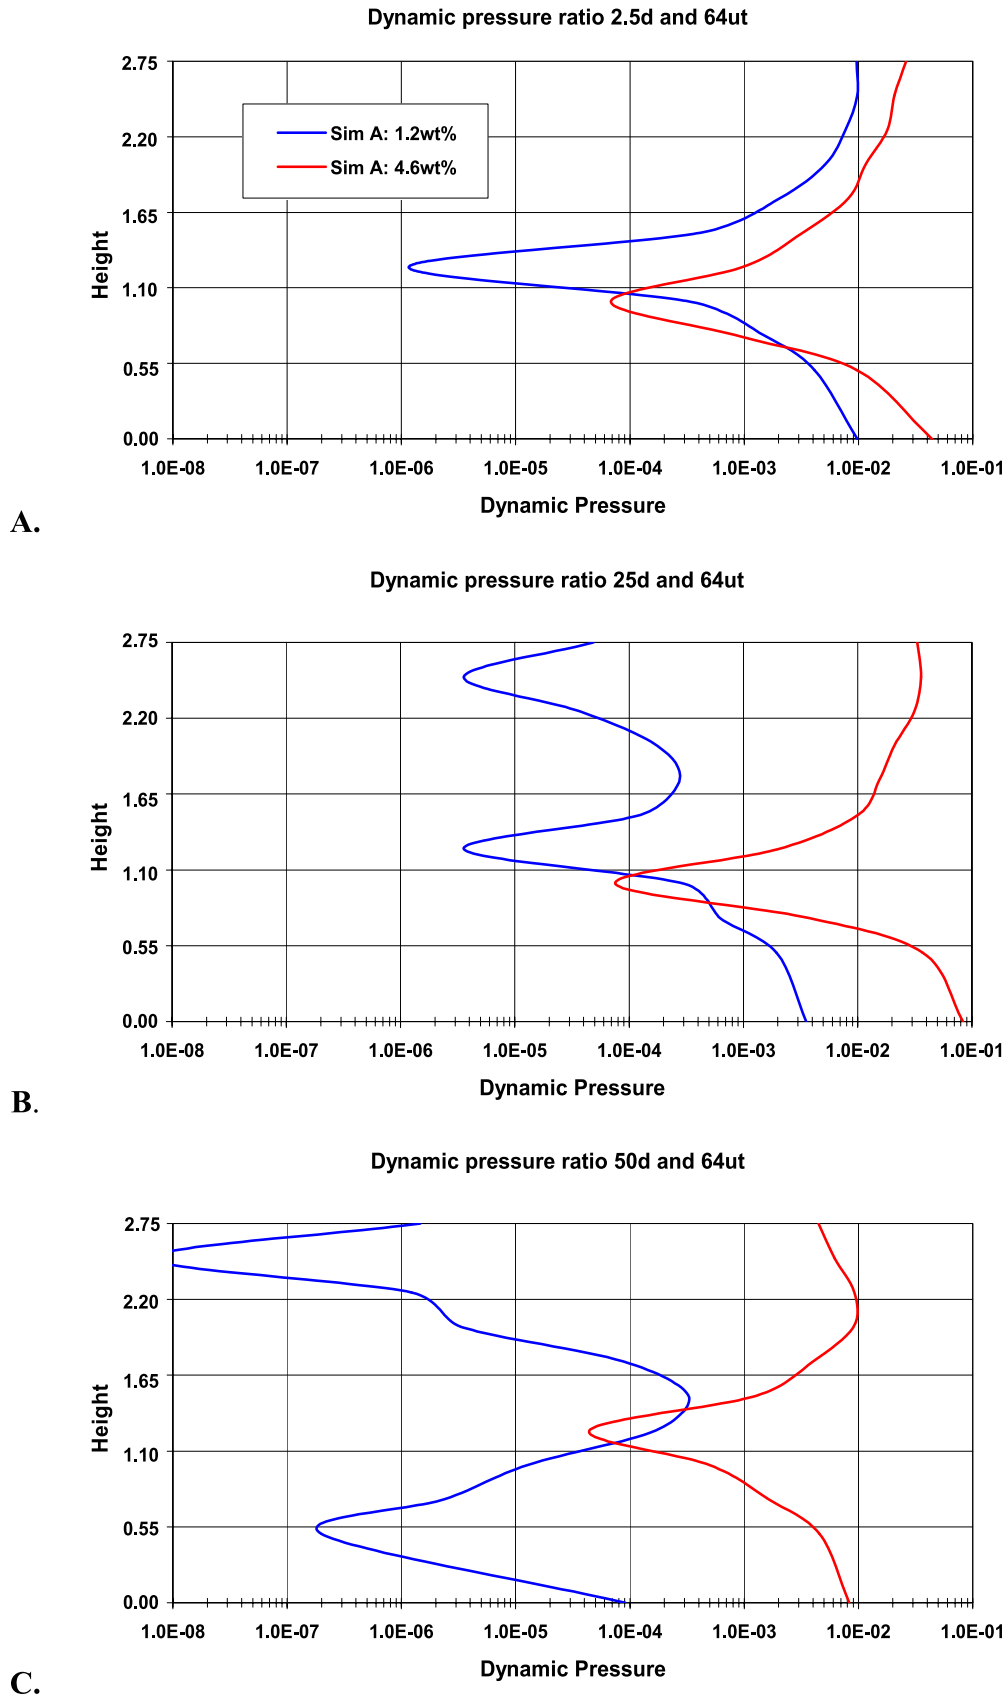 Dynamic pressure ratio 2.5d and 64ut
2.75
2.20
1.65
1.10
0.55
0.00
Height
Sim A: 1.2wt%
Sim A: 4.6wt%
1.0E-08 1.0E-07 1.0E-06 1.0E-05 1.0E-04 1.0E-03 1.0E-02 1.0E-01
Dynamic Pressure
A.
Dynamic pressure ratio 25d and 64ut
2.75
2.20
1.65
1.10
0.55
0.00
Height
1.0E-08 1.0E-07 1.0E-06 1.0E-05 1.0E-04 1.0E-03 1.0E-02 1.0E-01
Dynamic Pressure
B.
Dynamic pressure ratio 50d and 64ut
2.75
2.20
1.65
1.10
0.55
0.00
Height
1.0E-08 1.0E-07 1.0E-06 1.0E-05 1.0E-04 1.0E-03 1.0E-02 1.0E-01
Dynamic Pressure
C.